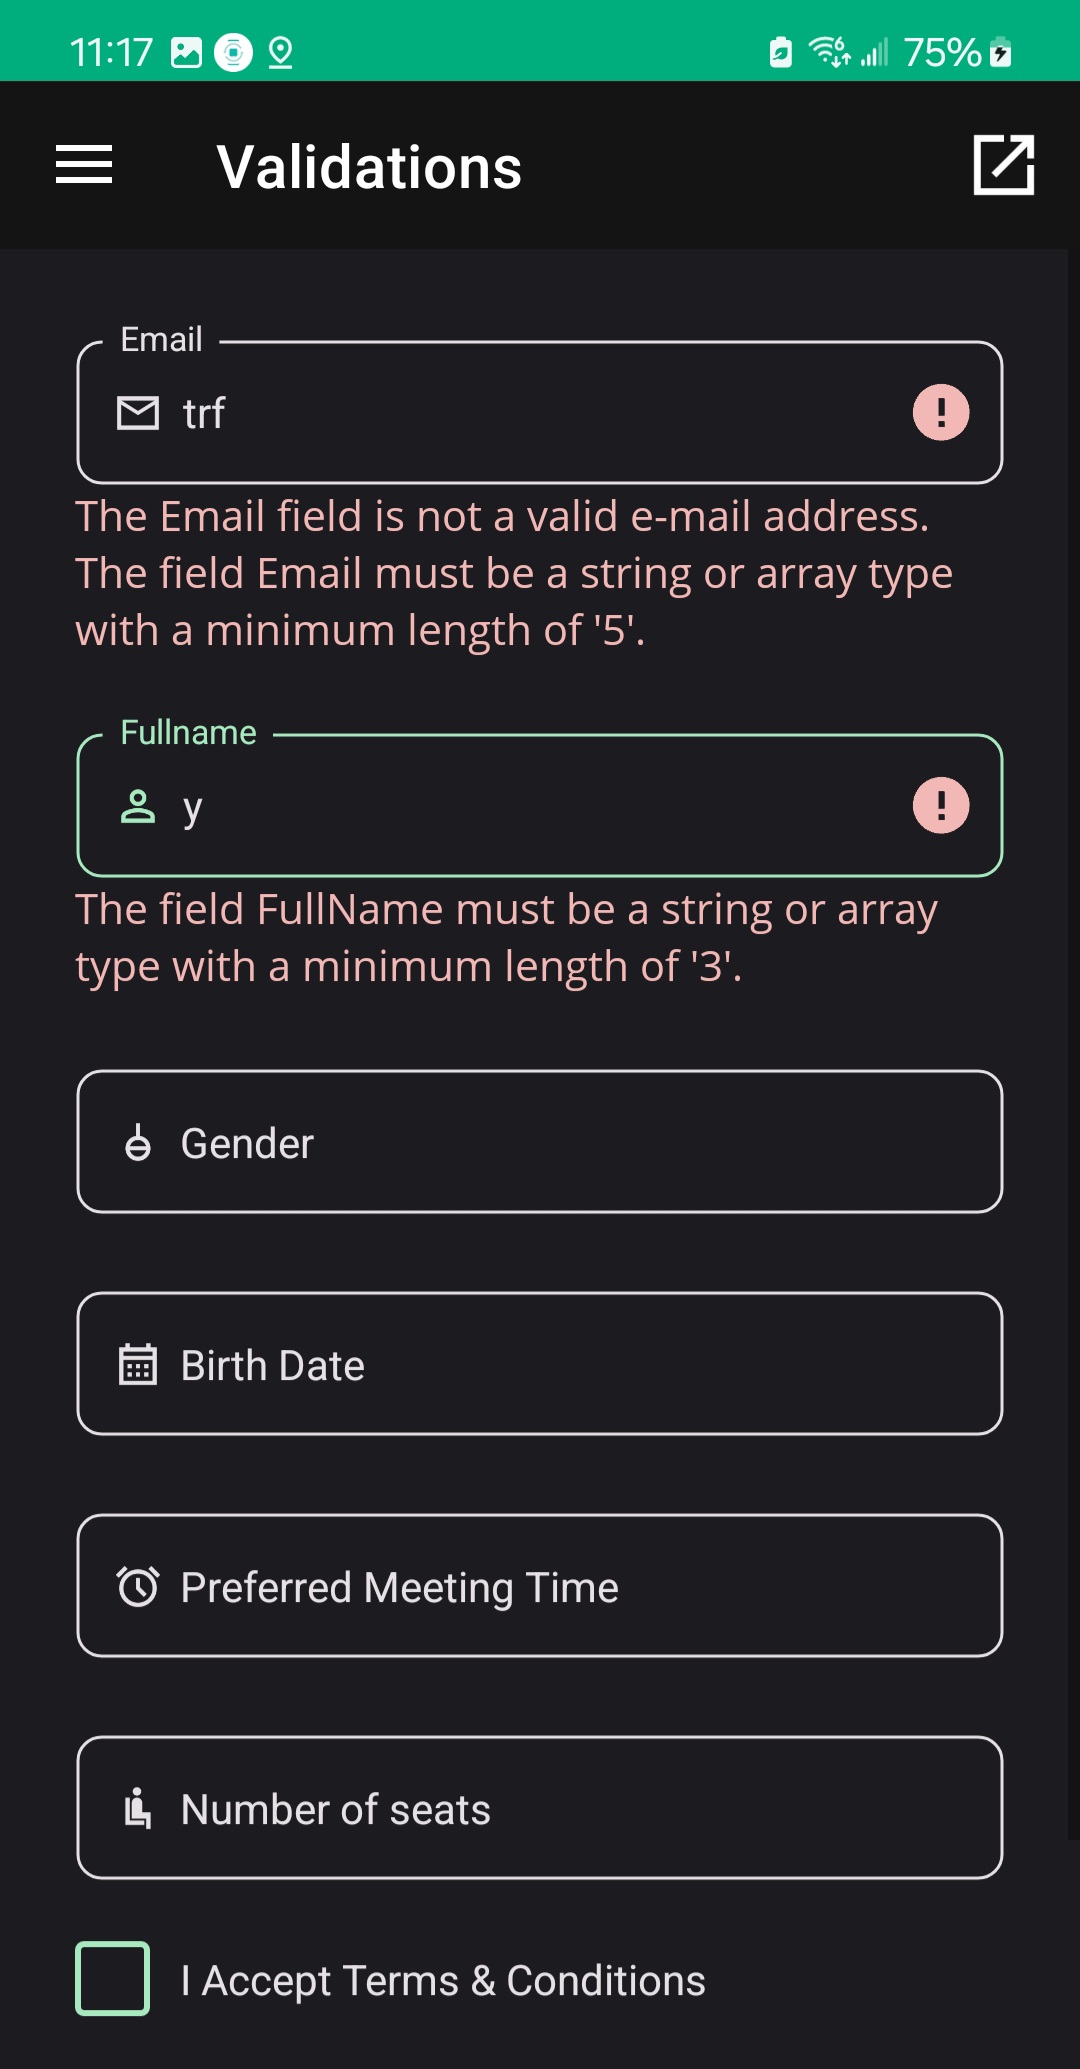 11:17
6
75%
Validations
Email
trf
!
The Email field is not a valid e-mail address.
The field Email must be a string or array type
with a minimum length of '5'.
Fullname
y
!
The field FullName must be a string or array
type with a minimum length of '3'.
Gender
Birth Date
Preferred Meeting Time
Number of seats
I Accept Terms & Conditions